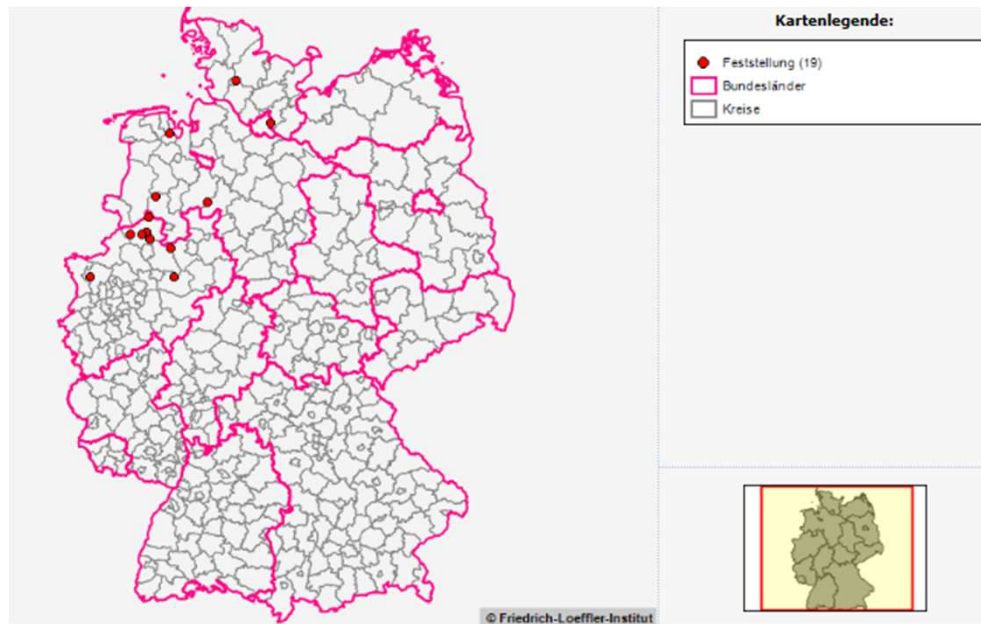 Kartenlegende:
Feststellung (19)
Bundesländer
Kreise
© Friedrich-Loeffler-Institut